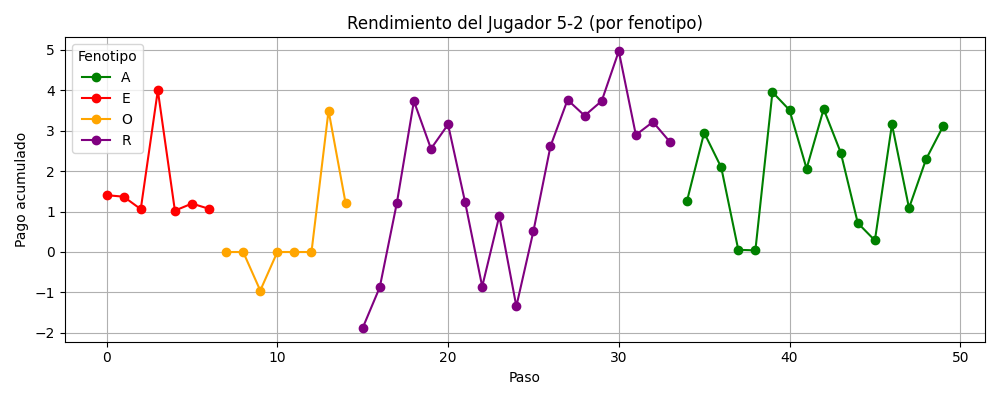 Rendimiento del Jugador 5-2 (por fenotipo)
Pago acumulado
5
4
3
2
1
0
−1
−2
Fenotipo
A
E
O
R
0
10
20
30
40
50
Paso